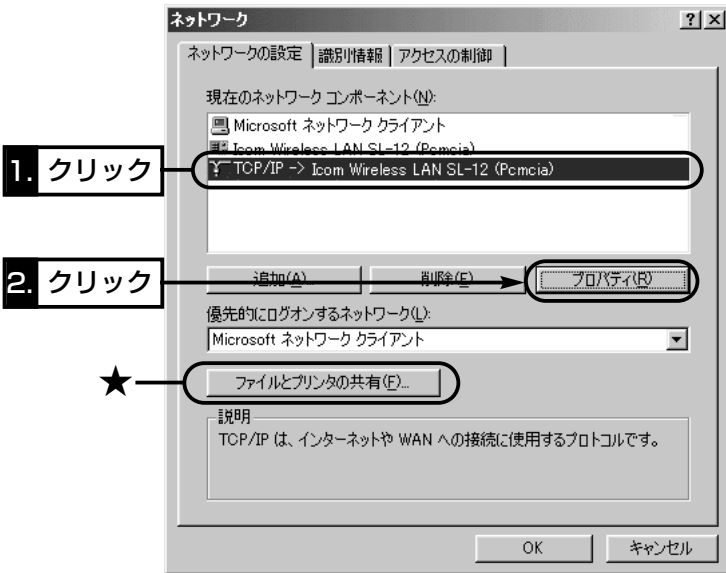 ネットワーク
ネットワークの設定 識別情報 アクセスの制御
現在のネットワーク コンポーネント(N):
Microsoft ネットワーク クライアント
Icom Wireless LAN SL-12 (Pcmcia)
1. クリック
TCP/IP -> Icom Wireless LAN SL-12 (Pcmcia)
2. クリック
追加(A)... 削除(E) プロパティ(R)
優先的にログオンするネットワーク(L):
Microsoft ネットワーク クライアント
★
ファイルとプリンタの共有(F)...
説明
TCP/IP は、インターネットや WAN への接続に使用するプロトコルです。
OK キャンセル